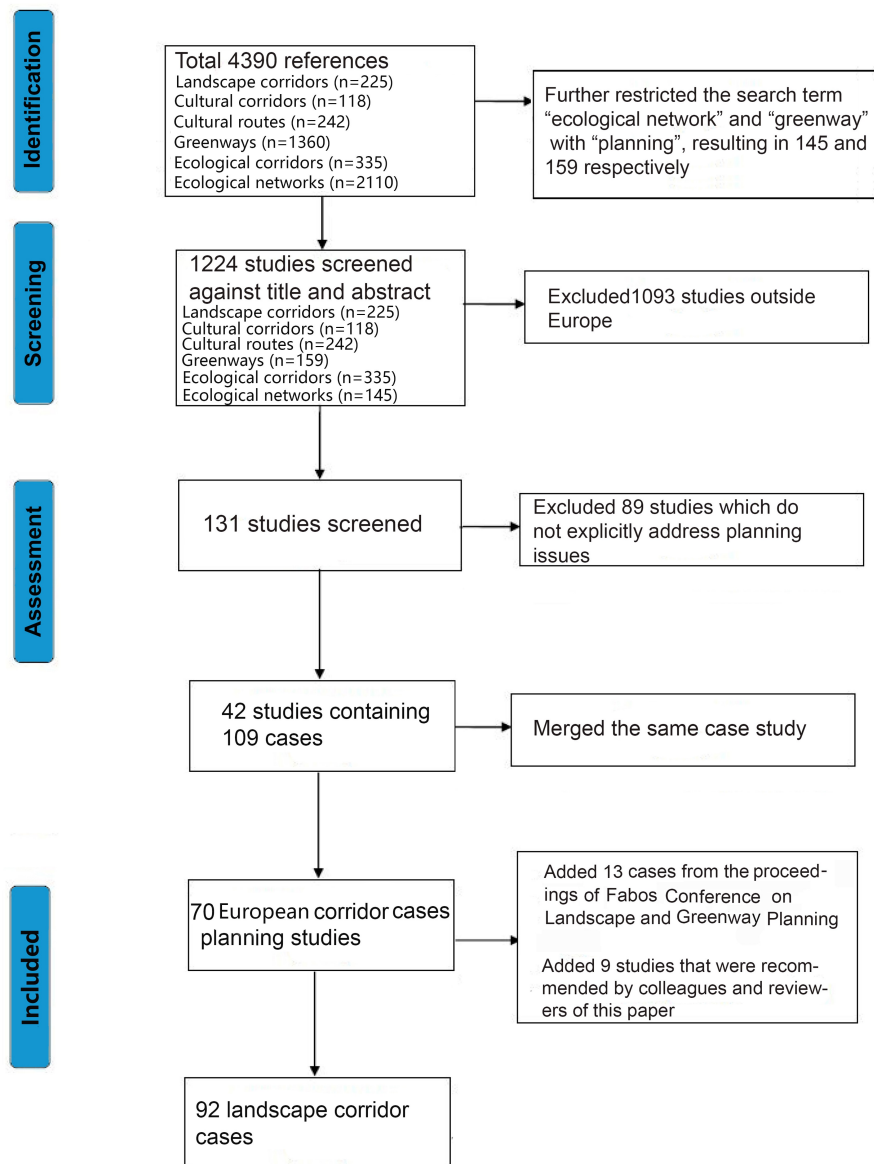 Identification
Total 4390 references
Landscape corridors (n=225)
Cultural corridors (n=118)
Cultural routes (n=242)
Greenways (n=1360)
Ecological corridors (n=335)
Ecological networks (n=2110)
Further restricted the search term
“ecological network” and “greenway”
with “planning”, resulting in 145 and
159 respectively
Screening
1224 studies screened
against title and abstract
Landscape corridors (n=225)
Cultural corridors (n=118)
Cultural routes (n=242)
Greenways (n=159)
Ecological corridors (n=335)
Ecological networks (n=145)
Excluded1093 studies outside
Europe
Assessment
131 studies screened
Excluded 89 studies which do
not explicitly address planning
issues
42 studies containing
109 cases
Merged the same case study
Included
70 European corridor cases
planning studies
Added 13 cases from the proceed-
ings of Fabos Conference on
Landscape and Greenway Planning
Added 9 studies that were recom-
mended by colleagues and review-
ers of this paper
92 landscape corridor
cases